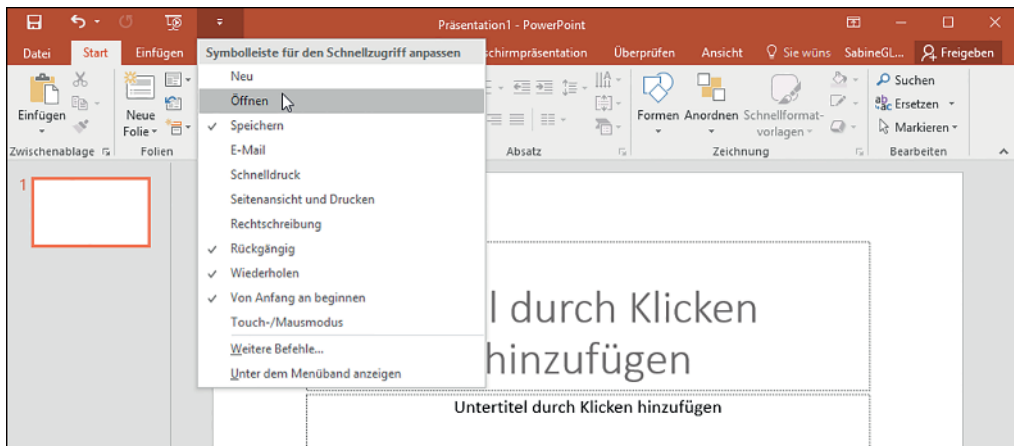 Präsentation1 - PowerPoint
Datei Start Einfügen
schirmpräsentation Überprüfen Ansicht Sie wüns SabineGL... Freigeben
Symbolleiste für den Schnellzugriff anpassen
Neu
Öffnen
Speichern
E-Mail
Schnelldruck
Seitenansicht und Drucken
Rechtschreibung
Rückgängig
Wiederholen
Von Anfang an beginnen
Touch-/Mausmodus
Weitere Befehle...
Unter dem Menüband anzeigen
Einfügen
Neue
Folie
Zwischenablage
Folien
Absatz
Formen Anordnen Schnellformat-
vorlagen
Zeichnung
Suchen
Ersetzen
Markieren
Bearbeiten
1
l durch Klicken
hinzufügen
Untertitel durch Klicken hinzufügen